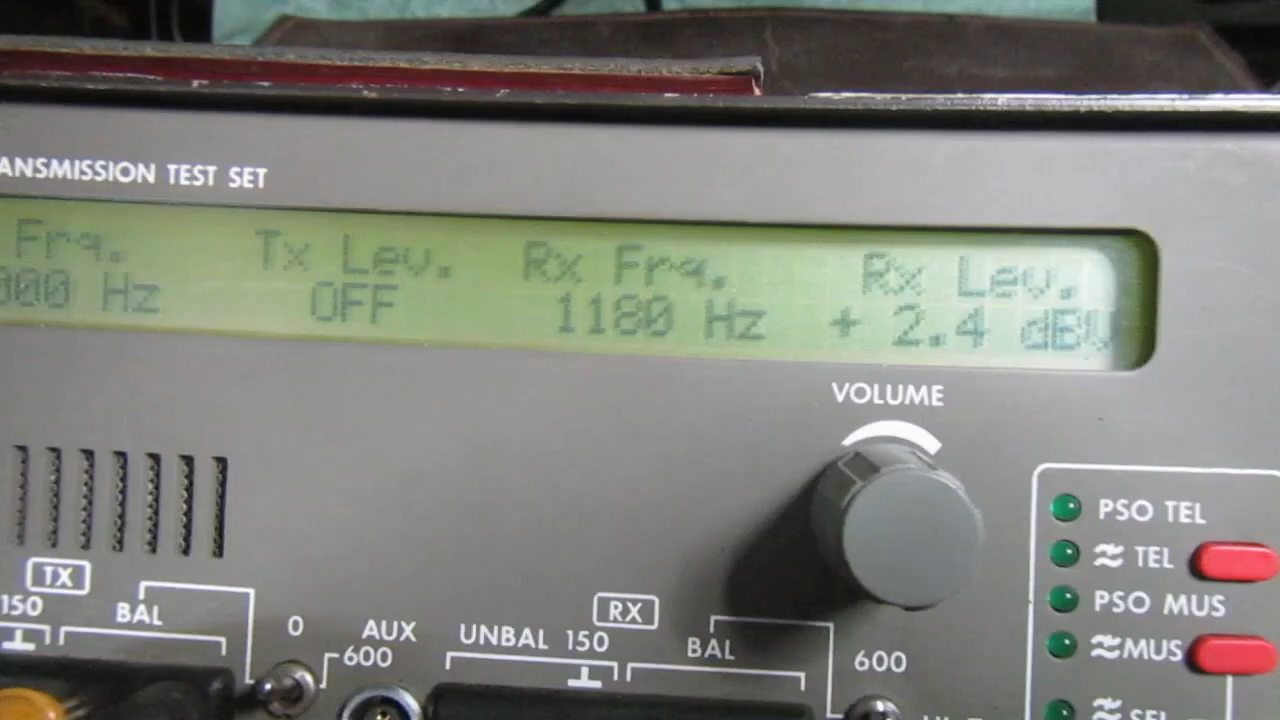 ANSMISSION TEST SET
Frq. Tx Lev. Rx Frq. Rx Lev.
000 Hz OFF 1180 Hz + 2.4 dB
VOLUME
PSO TEL
≈ TEL
PSO MUS
≈ MUS
TX
150
BAL
0
AUX
600
RX
UNBAL 150
BAL
600